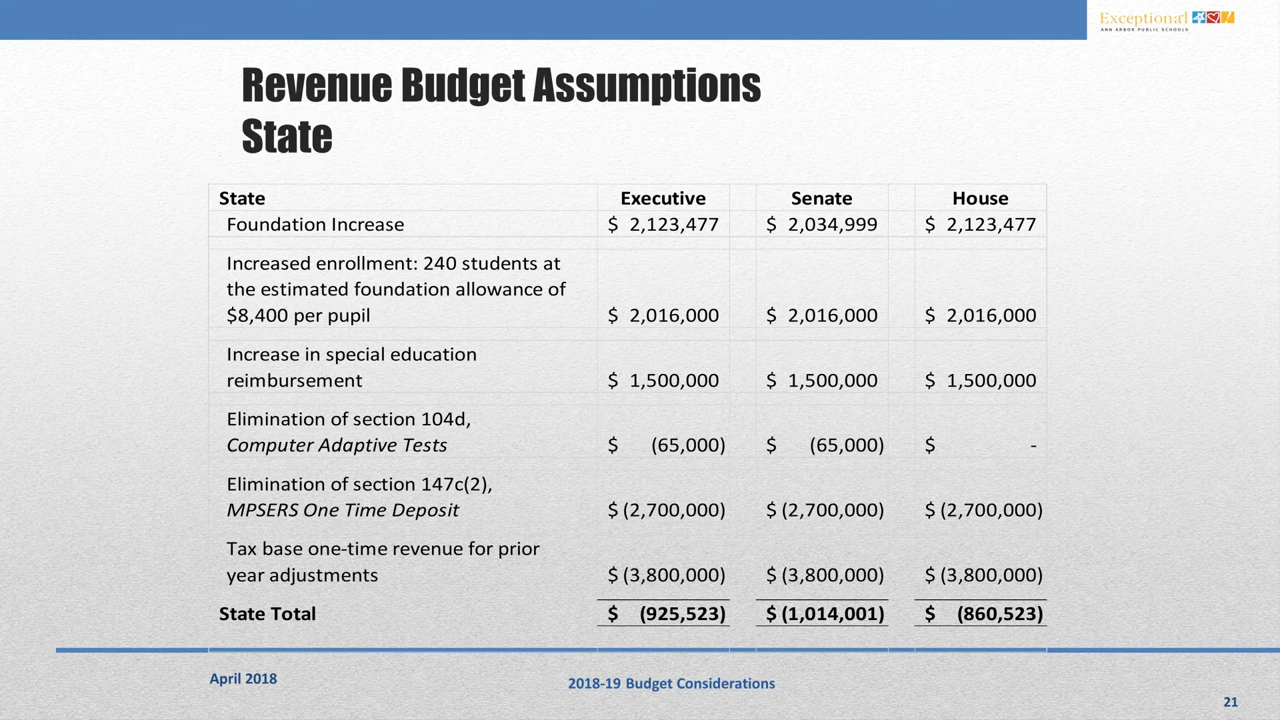 Exceptional
ANN ARBOR PUBLIC SCHOOLS
Revenue Budget Assumptions
State
State Executive Senate House
Foundation Increase $ 2,123,477 $ 2,034,999 $ 2,123,477
Increased enrollment: 240 students at
the estimated foundation allowance of
$8,400 per pupil $ 2,016,000 $ 2,016,000 $ 2,016,000
Increase in special education
reimbursement $ 1,500,000 $ 1,500,000 $ 1,500,000
Elimination of section 104d,
Computer Adaptive Tests $ (65,000) $ (65,000) $ -
Elimination of section 147c(2),
MPSERS One Time Deposit $ (2,700,000) $ (2,700,000) $ (2,700,000)
Tax base one-time revenue for prior
year adjustments $ (3,800,000) $ (3,800,000) $ (3,800,000)
State Total $ (925,523) $ (1,014,001) $ (860,523)
April 2018
2018-19 Budget Considerations
21